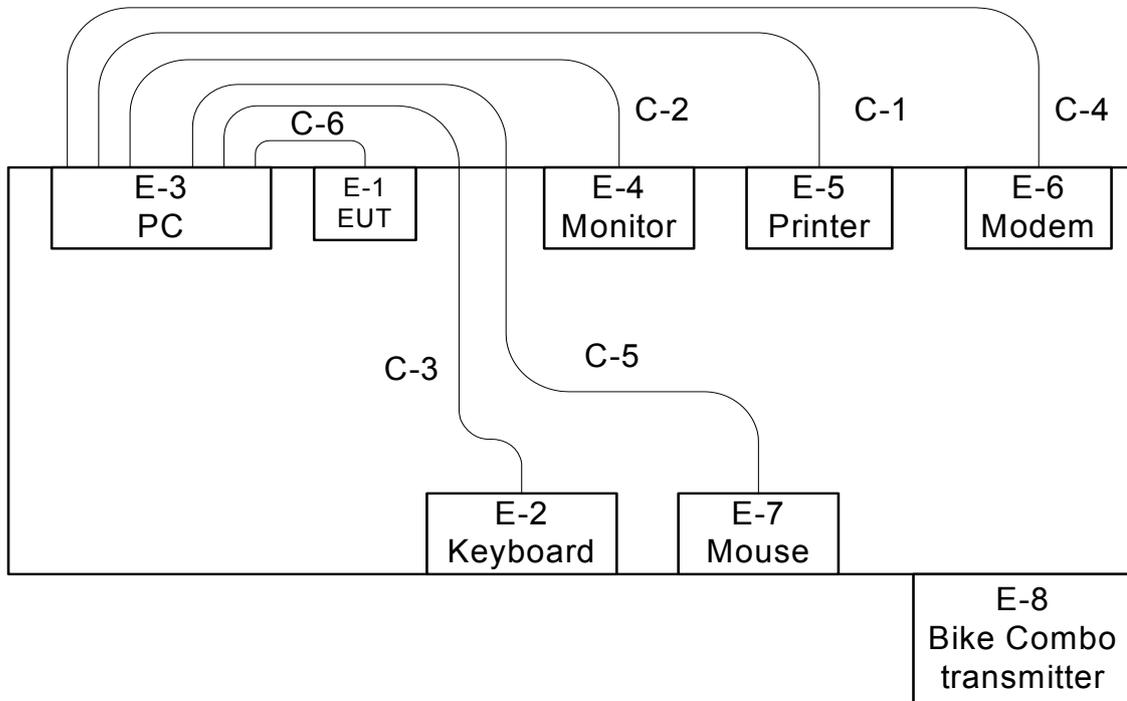 C-2
C-1
C-4
C-6
E-3
PC
E-1
EUT
E-4
Monitor
E-5
Printer
E-6
Modem
C-3
C-5
E-2
Keyboard
E-7
Mouse
E-8
Bike Combo
transmitter